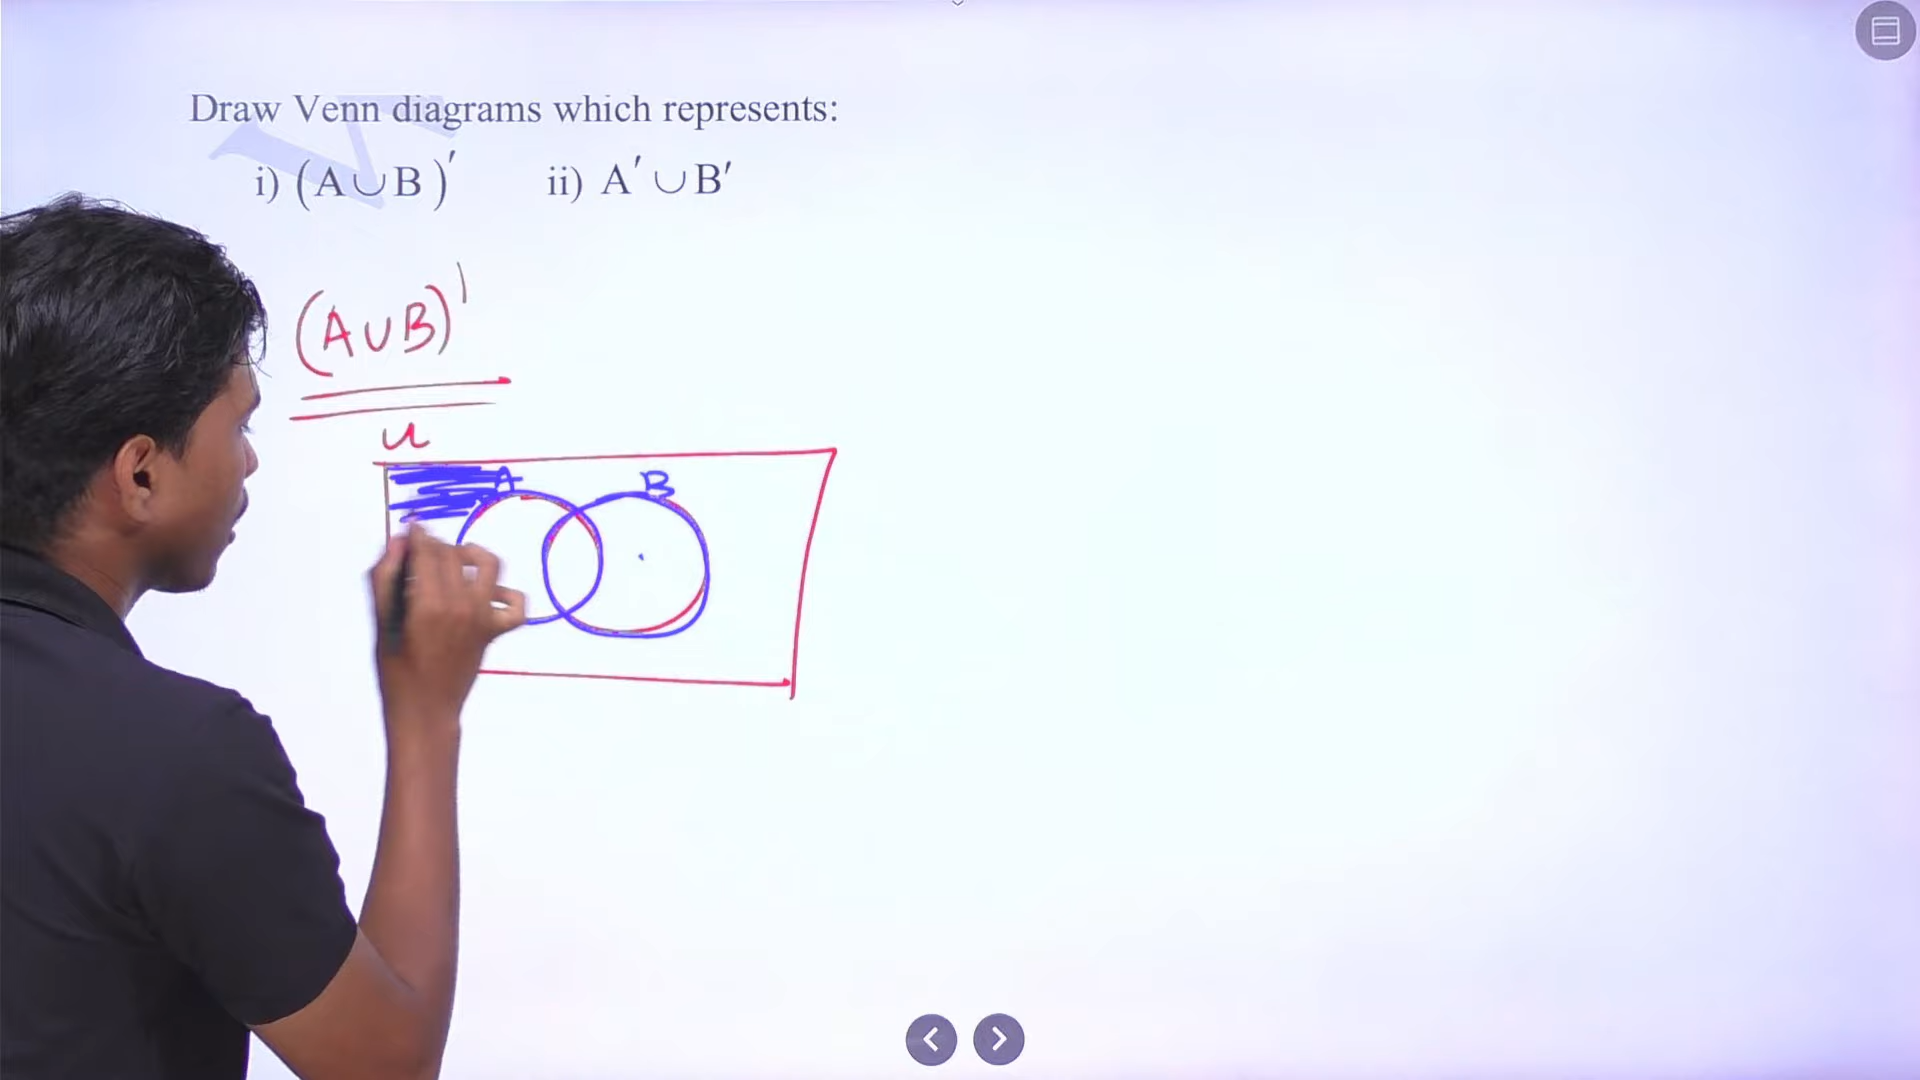 Draw Venn diagrams which represents:
i) (A∪B)′ ii) A′∪B′
(A∪B)'
u
A B